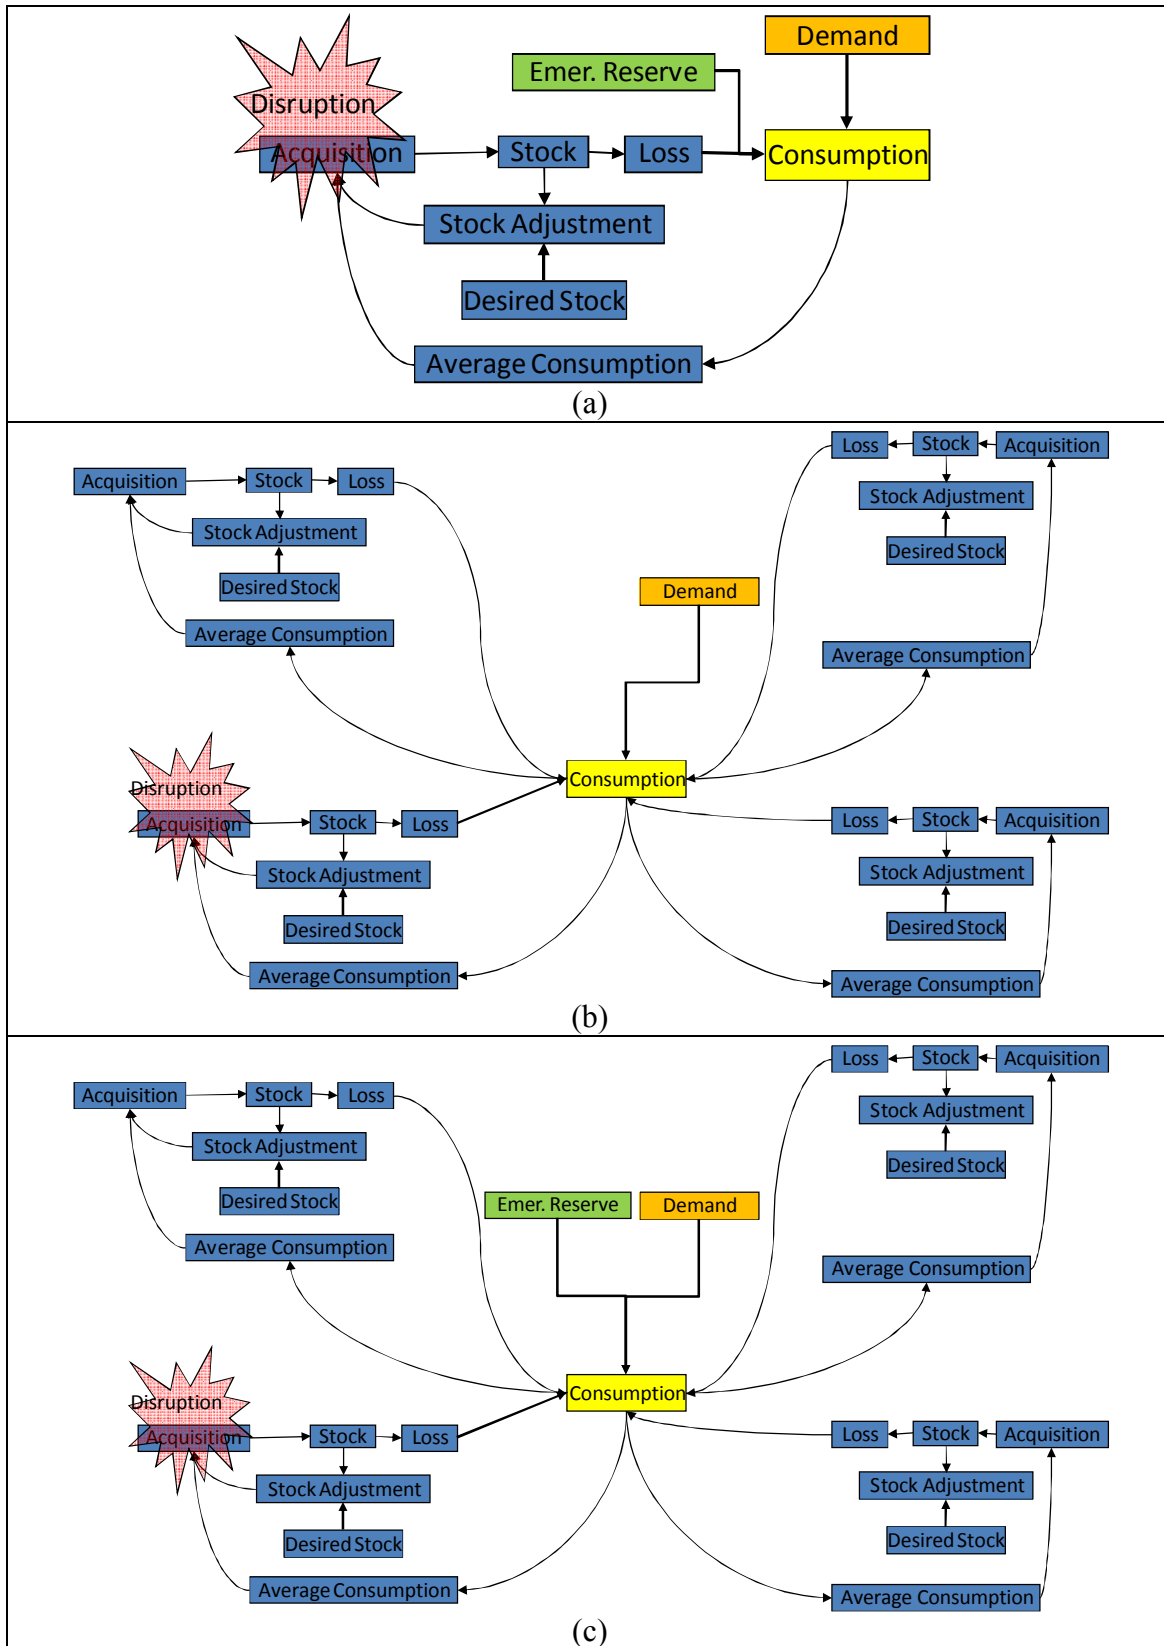 Demand
Emer. Reserve
Disruption
Acquisition
Stock
Loss
Consumption
Stock Adjustment
Desired Stock
Average Consumption
(a)
Loss
Stock
Acquisition
Acquisition
Stock
Loss
Stock Adjustment
Stock Adjustment
Desired Stock
Desired Stock
Demand
Average Consumption
Average Consumption
Consumption
Disruption
Acquisition
Stock
Loss
Loss
Stock
Acquisition
Stock Adjustment
Stock Adjustment
Desired Stock
Desired Stock
Average Consumption
Average Consumption
(b)
Loss
Stock
Acquisition
Acquisition
Stock
Loss
Stock Adjustment
Stock Adjustment
Desired Stock
Desired Stock
Emer. Reserve
Demand
Average Consumption
Average Consumption
Consumption
Disruption
Acquisition
Stock
Loss
Loss
Stock
Acquisition
Stock Adjustment
Stock Adjustment
Desired Stock
Desired Stock
Average Consumption
Average Consumption
(c)